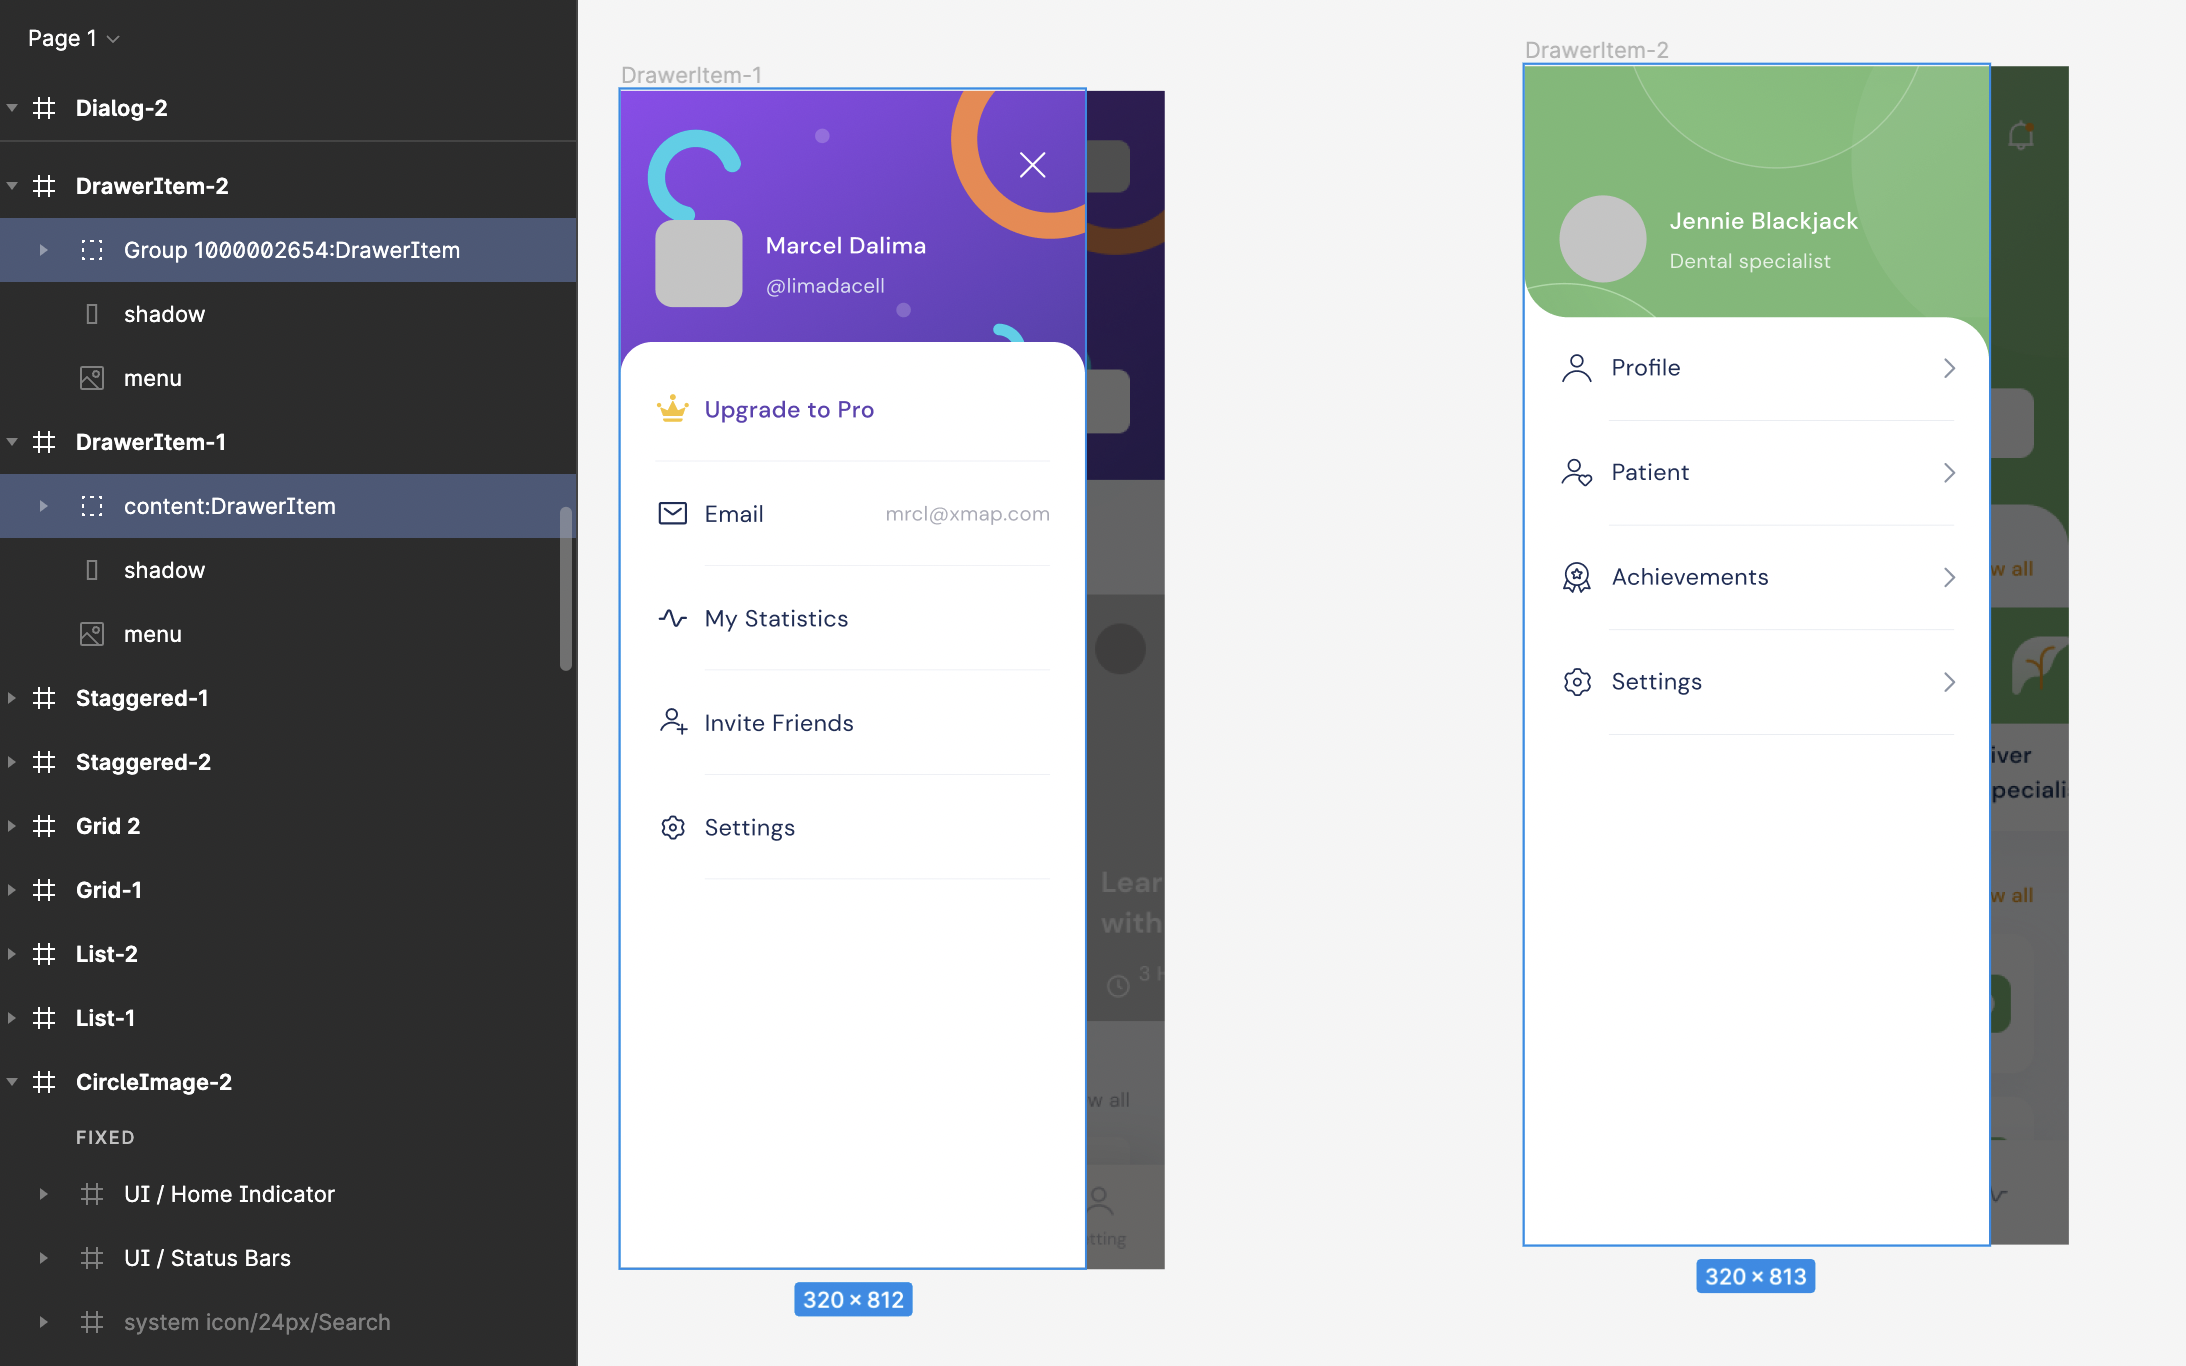 Page 1
Dialog-2
DrawerItem-2
Group 1000002654:DrawerItem
shadow
menu
DrawerItem-1
content:DrawerItem
shadow
menu
Staggered-1
Staggered-2
Grid 2
Grid-1
List-2
List-1
CircleImage-2
FIXED
UI / Home Indicator
UI / Status Bars
system icon/24px/Search
DrawerItem-1
Marcel Dalima
@limadacell
Upgrade to Pro
Email
mrcl@xmap.com
My Statistics
Invite Friends
Settings
Lear
with
3 H
w all
tting
320 × 812
DrawerItem-2
Jennie Blackjack
Dental specialist
Profile
Patient
Achievements
Settings
w all
iver
peciali
w all
320 × 813